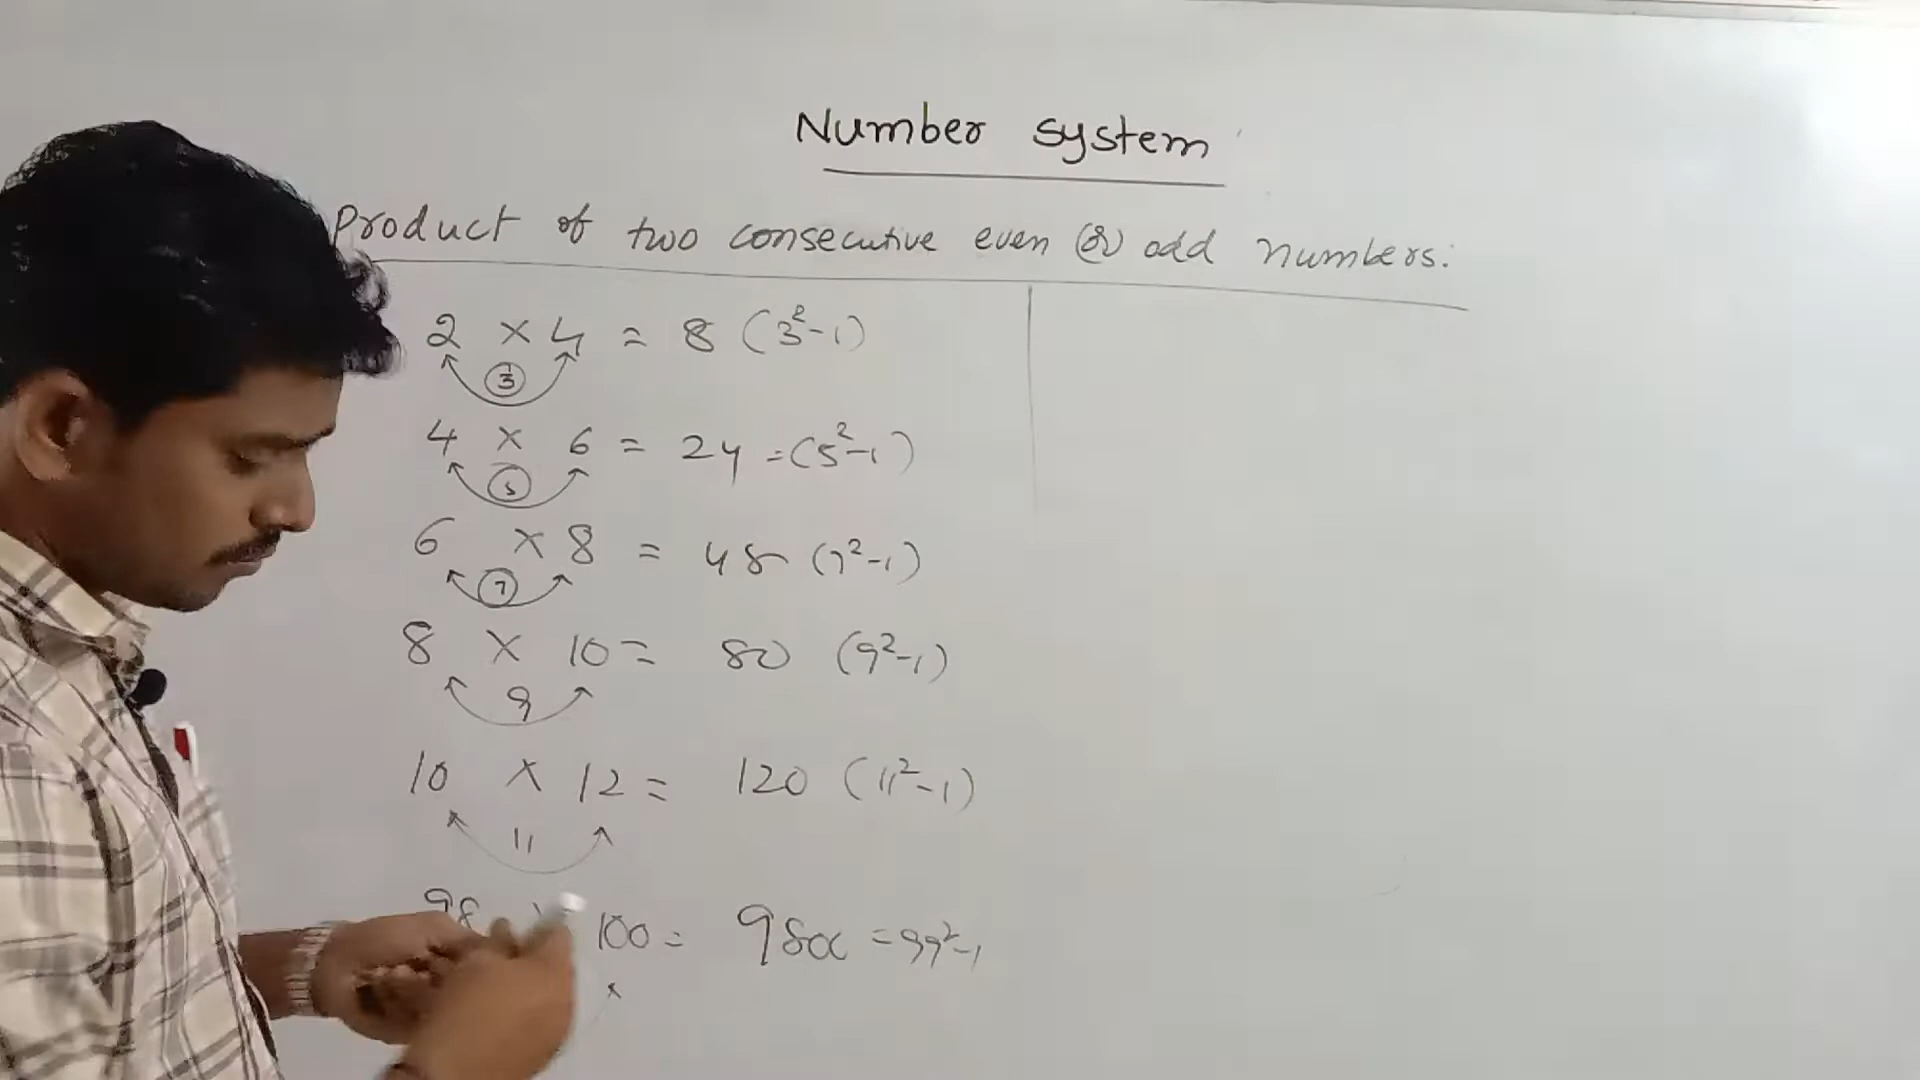 Number system
Product of two consecutive even (or) odd numbers:
2 × 4 = 8 (3²-1)
3
4 × 6 = 24 = (5²-1)
5
6 × 8 = 48 (7²-1)
7
8 × 10 = 80 (9²-1)
9
10 × 12 = 120 (11²-1)
11
98 × 100 = 9800 = 99²-1